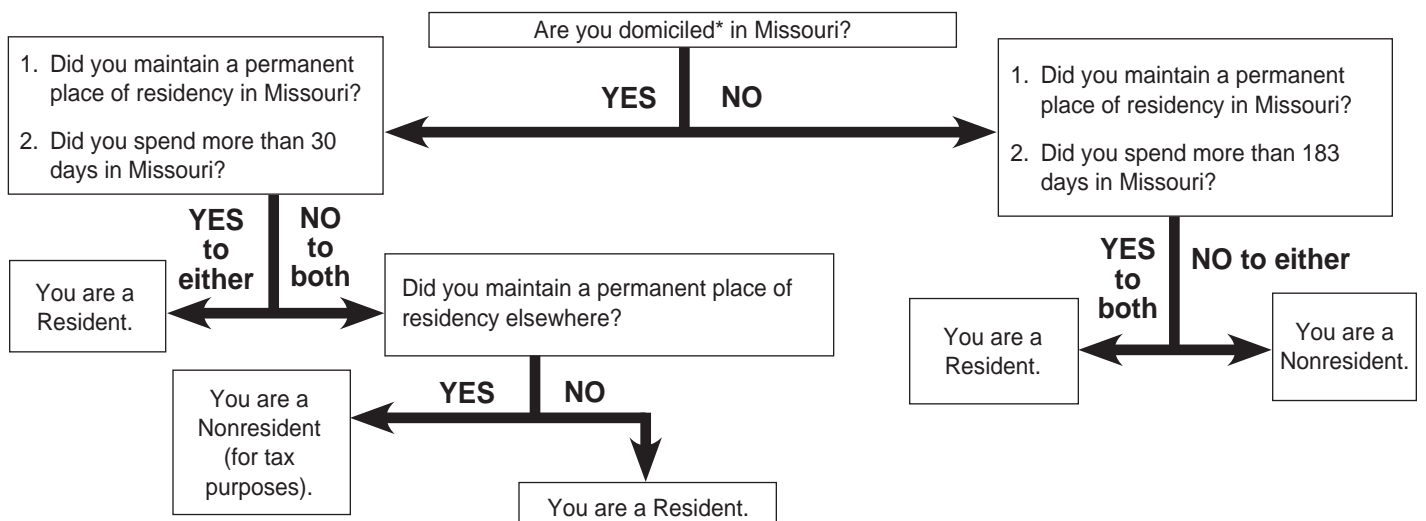 Are you domiciled* in Missouri?
YES
NO
1. Did you maintain a permanent
place of residency in Missouri?
2. Did you spend more than 30
days in Missouri?
1. Did you maintain a permanent
place of residency in Missouri?
2. Did you spend more than 183
days in Missouri?
YES
to
either
NO
to
both
You are a
Resident.
Did you maintain a permanent place of
residency elsewhere?
YES
NO
You are a
Nonresident
(for tax
purposes).
You are a Resident.
YES
to
both
NO to either
You are a
Resident.
You are a
Nonresident.